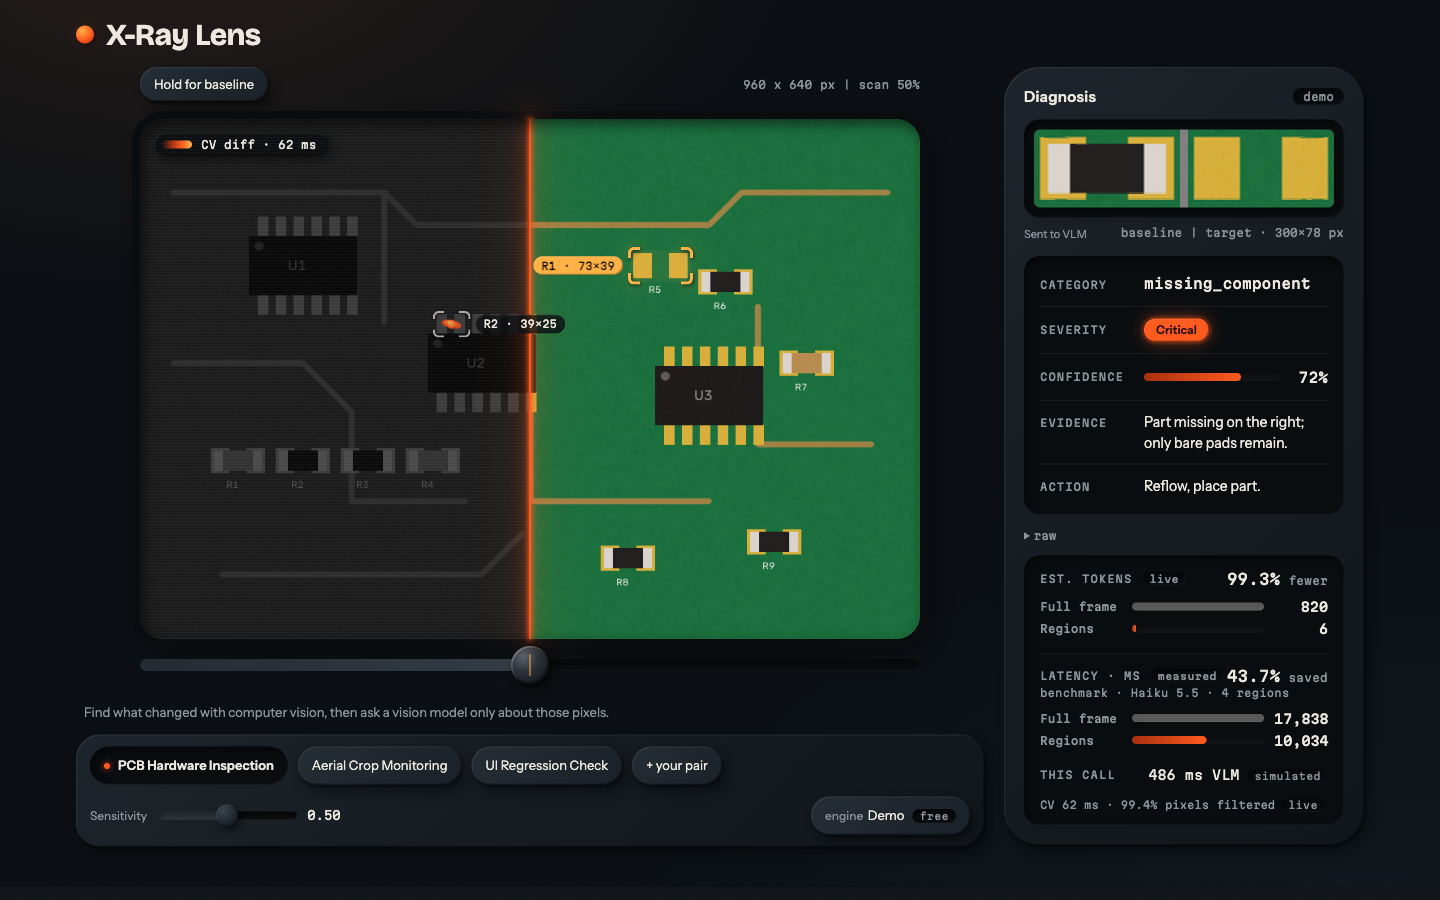 X-Ray Lens
Hold for baseline
960 x 640 px | scan 50%
CV diff · 62 ms
U1
R1 · 73×39
R5
R6
R2 · 39×25
U2
R7
U3
R1
R2
R3
R4
R8
R9
Find what changed with computer vision, then ask a vision model only about those pixels.
PCB Hardware Inspection
Aerial Crop Monitoring
UI Regression Check
+ your pair
Sensitivity
0.50
engine Demo free
Diagnosis
demo
Sent to VLM
baseline | target · 300×78 px
CATEGORY missing_component
SEVERITY Critical
CONFIDENCE 72%
EVIDENCE Part missing on the right;
only bare pads remain.
ACTION Reflow, place part.
raw
EST. TOKENS live 99.3% fewer
Full frame 820
Regions 6
LATENCY · MS measured 43.7% saved
benchmark · Haiku 5.5 · 4 regions
Full frame 17,838
Regions 10,034
THIS CALL 486 ms VLM simulated
CV 62 ms · 99.4% pixels filtered live